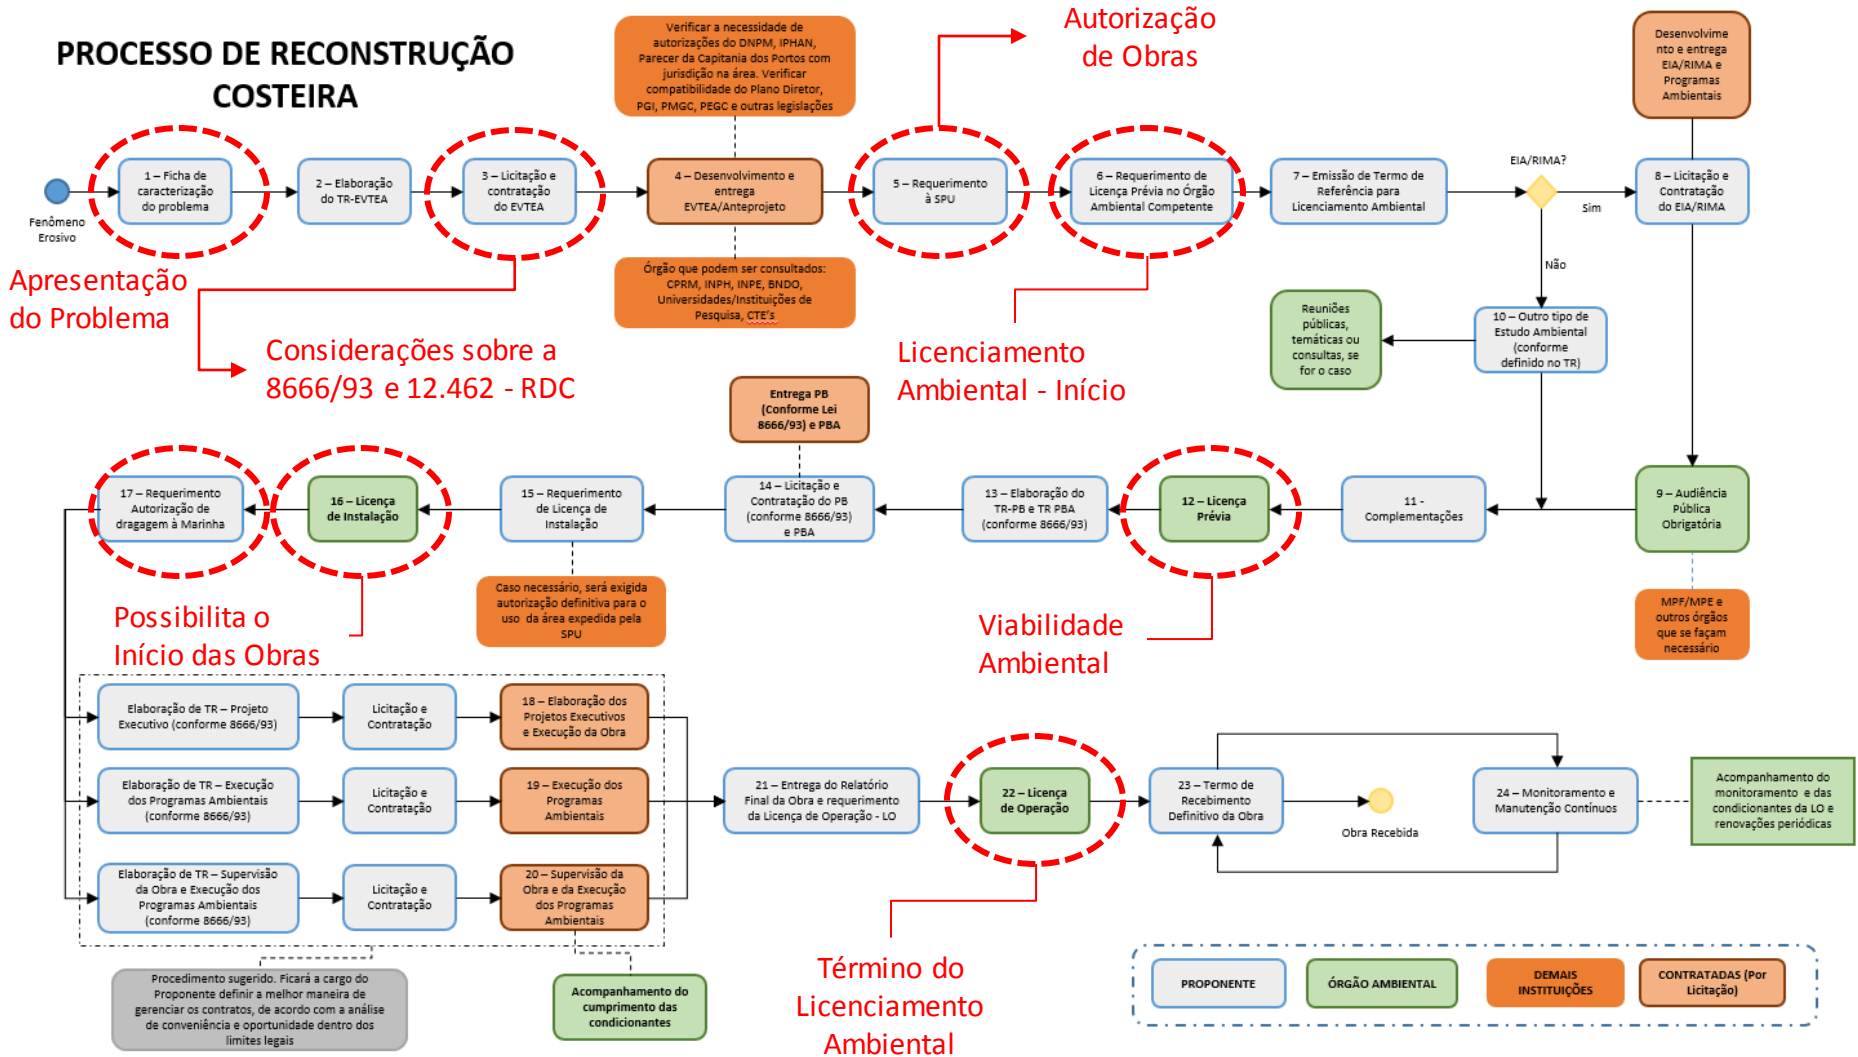 PROCESSO DE RECONSTRUÇÃO
COSTEIRA
Verificar a necessidade de
autorizações do DNPM, IPHAN,
Parecer da Capitania dos Portos com
jurisdição na área. Verificar
compatibilidade do Plano Diretor,
PGI, PMGC, PEGC e outras legislações
Autorização
de Obras
Desenvolvime
nto e entrega
EIA/RIMA e
Programas
Ambientais
Fenômeno
Erosivo
1 – Ficha de
caracterização
do problema
2 – Elaboração
do TR-EVTEA
3 – Licitação e
contratação
do EVTEA
4 – Desenvolvimento e
entrega
EVTEA/Anteprojeto
5 – Requerimento
à SPU
6 – Requerimento de
Licença Prévia no Órgão
Ambiental Competente
7 – Emissão de Termo de
Referência para
Licenciamento Ambiental
EIA/RIMA?
Sim
Não
8 – Licitação e
Contratação
do EIA/RIMA
Apresentação
do Problema
Órgão que podem ser consultados:
CPRM, INPH, INPE, BNDO,
Universidades/Instituições de
Pesquisa, CTE's
Considerações sobre a
8666/93 e 12.462 - RDC
Licenciamento
Ambiental - Início
Reuniões
públicas,
temáticas ou
consultas, se
for o caso
10 – Outro tipo de
Estudo Ambiental
(conforme
definido no TR)
Entrega PB
(Conforme Lei
8666/93) e PBA
17 – Requerimento
Autorização de
dragagem à Marinha
16 – Licença
de Instalação
15 – Requerimento
de Licença de
Instalação
14 – Licitação e
Contratação do PB
(conforme 8666/93)
e PBA
13 – Elaboração do
TR-PB e TR PBA
(conforme 8666/93)
12 – Licença
Prévia
11 -
Complementações
9 – Audiência
Pública
Obrigatória
Caso necessário, será exigida
autorização definitiva para o
uso da área expedida pela
SPU
MPF/MPE e
outros órgãos
que se façam
necessário
Possibilita o
Início das Obras
Viabilidade
Ambiental
Elaboração de TR – Projeto
Executivo (conforme 8666/93)
Licitação e
Contratação
18 – Elaboração dos
Projetos Executivos
e Execução da Obra
Elaboração de TR – Execução
dos Programas Ambientais
(conforme 8666/93)
Licitação e
Contratação
19 – Execução dos
Programas
Ambientais
Elaboração de TR – Supervisão
da Obra e Execução dos
Programas Ambientais
(conforme 8666/93)
Licitação e
Contratação
20 – Supervisão da
Obra e da Execução
dos Programas
Ambientais
21 – Entrega do Relatório
Final da Obra e requerimento
da Licença de Operação - LO
22 – Licença
de Operação
23 – Termo de
Recebimento
Definitivo da Obra
Obra Recebida
24 – Monitoramento e
Manutenção Contínuos
Acompanhamento do
monitoramento e das
condicionantes da LO e
renovações periódicas
Procedimento sugerido. Ficará a cargo do
Proponente definir a melhor maneira de
gerenciar os contratos, de acordo com a análise
de conveniência e oportunidade dentro dos
limites legais
Acompanhamento do
cumprimento das
condicionantes
Término do
Licenciamento
Ambiental
PROPONENTE
ÓRGÃO AMBIENTAL
DEMAIS
INSTITUIÇÕES
CONTRATADAS (Por
Licitação)